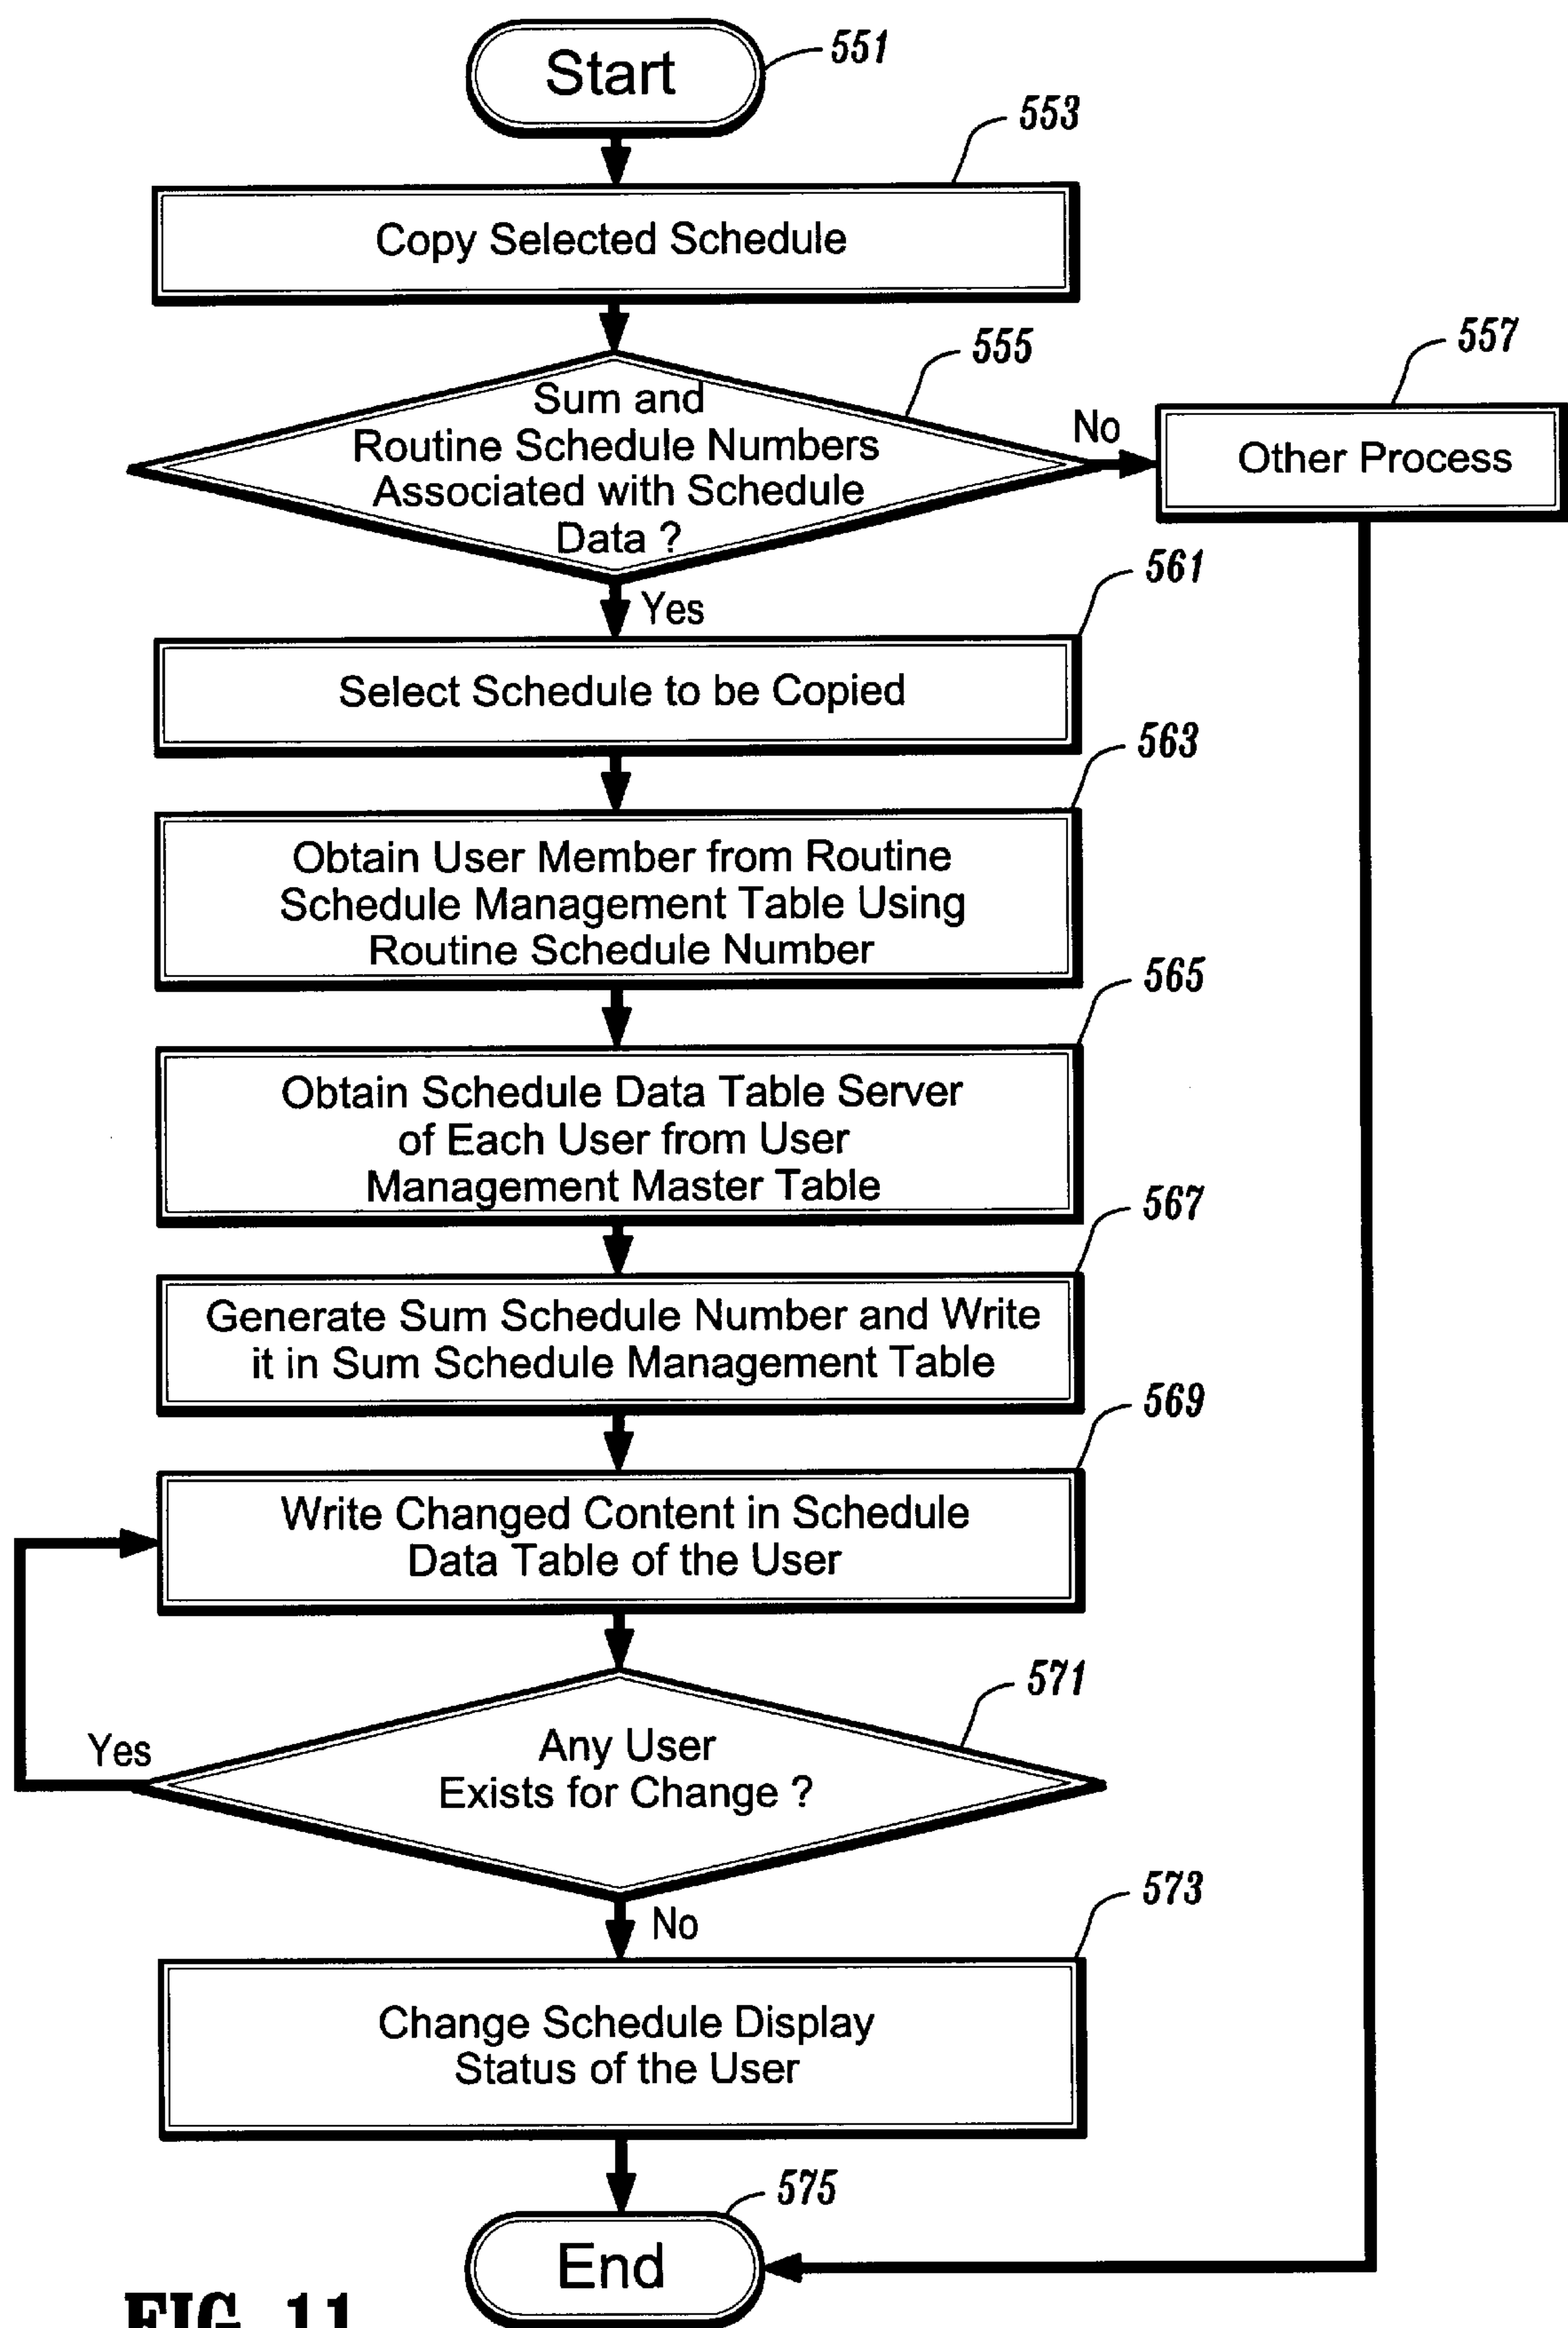 Start
551
553
Copy Selected Schedule
555
557
Sum and
Routine Schedule Numbers
Associated with Schedule
Data ?
No
Other Process
Yes
561
Select Schedule to be Copied
563
Obtain User Member from Routine
Schedule Management Table Using
Routine Schedule Number
565
Obtain Schedule Data Table Server
of Each User from User
Management Master Table
567
Generate Sum Schedule Number and Write
it in Sum Schedule Management Table
569
Write Changed Content in Schedule
Data Table of the User
571
Yes
Any User
Exists for Change ?
573
No
Change Schedule Display
Status of the User
575
End
FIG. 11